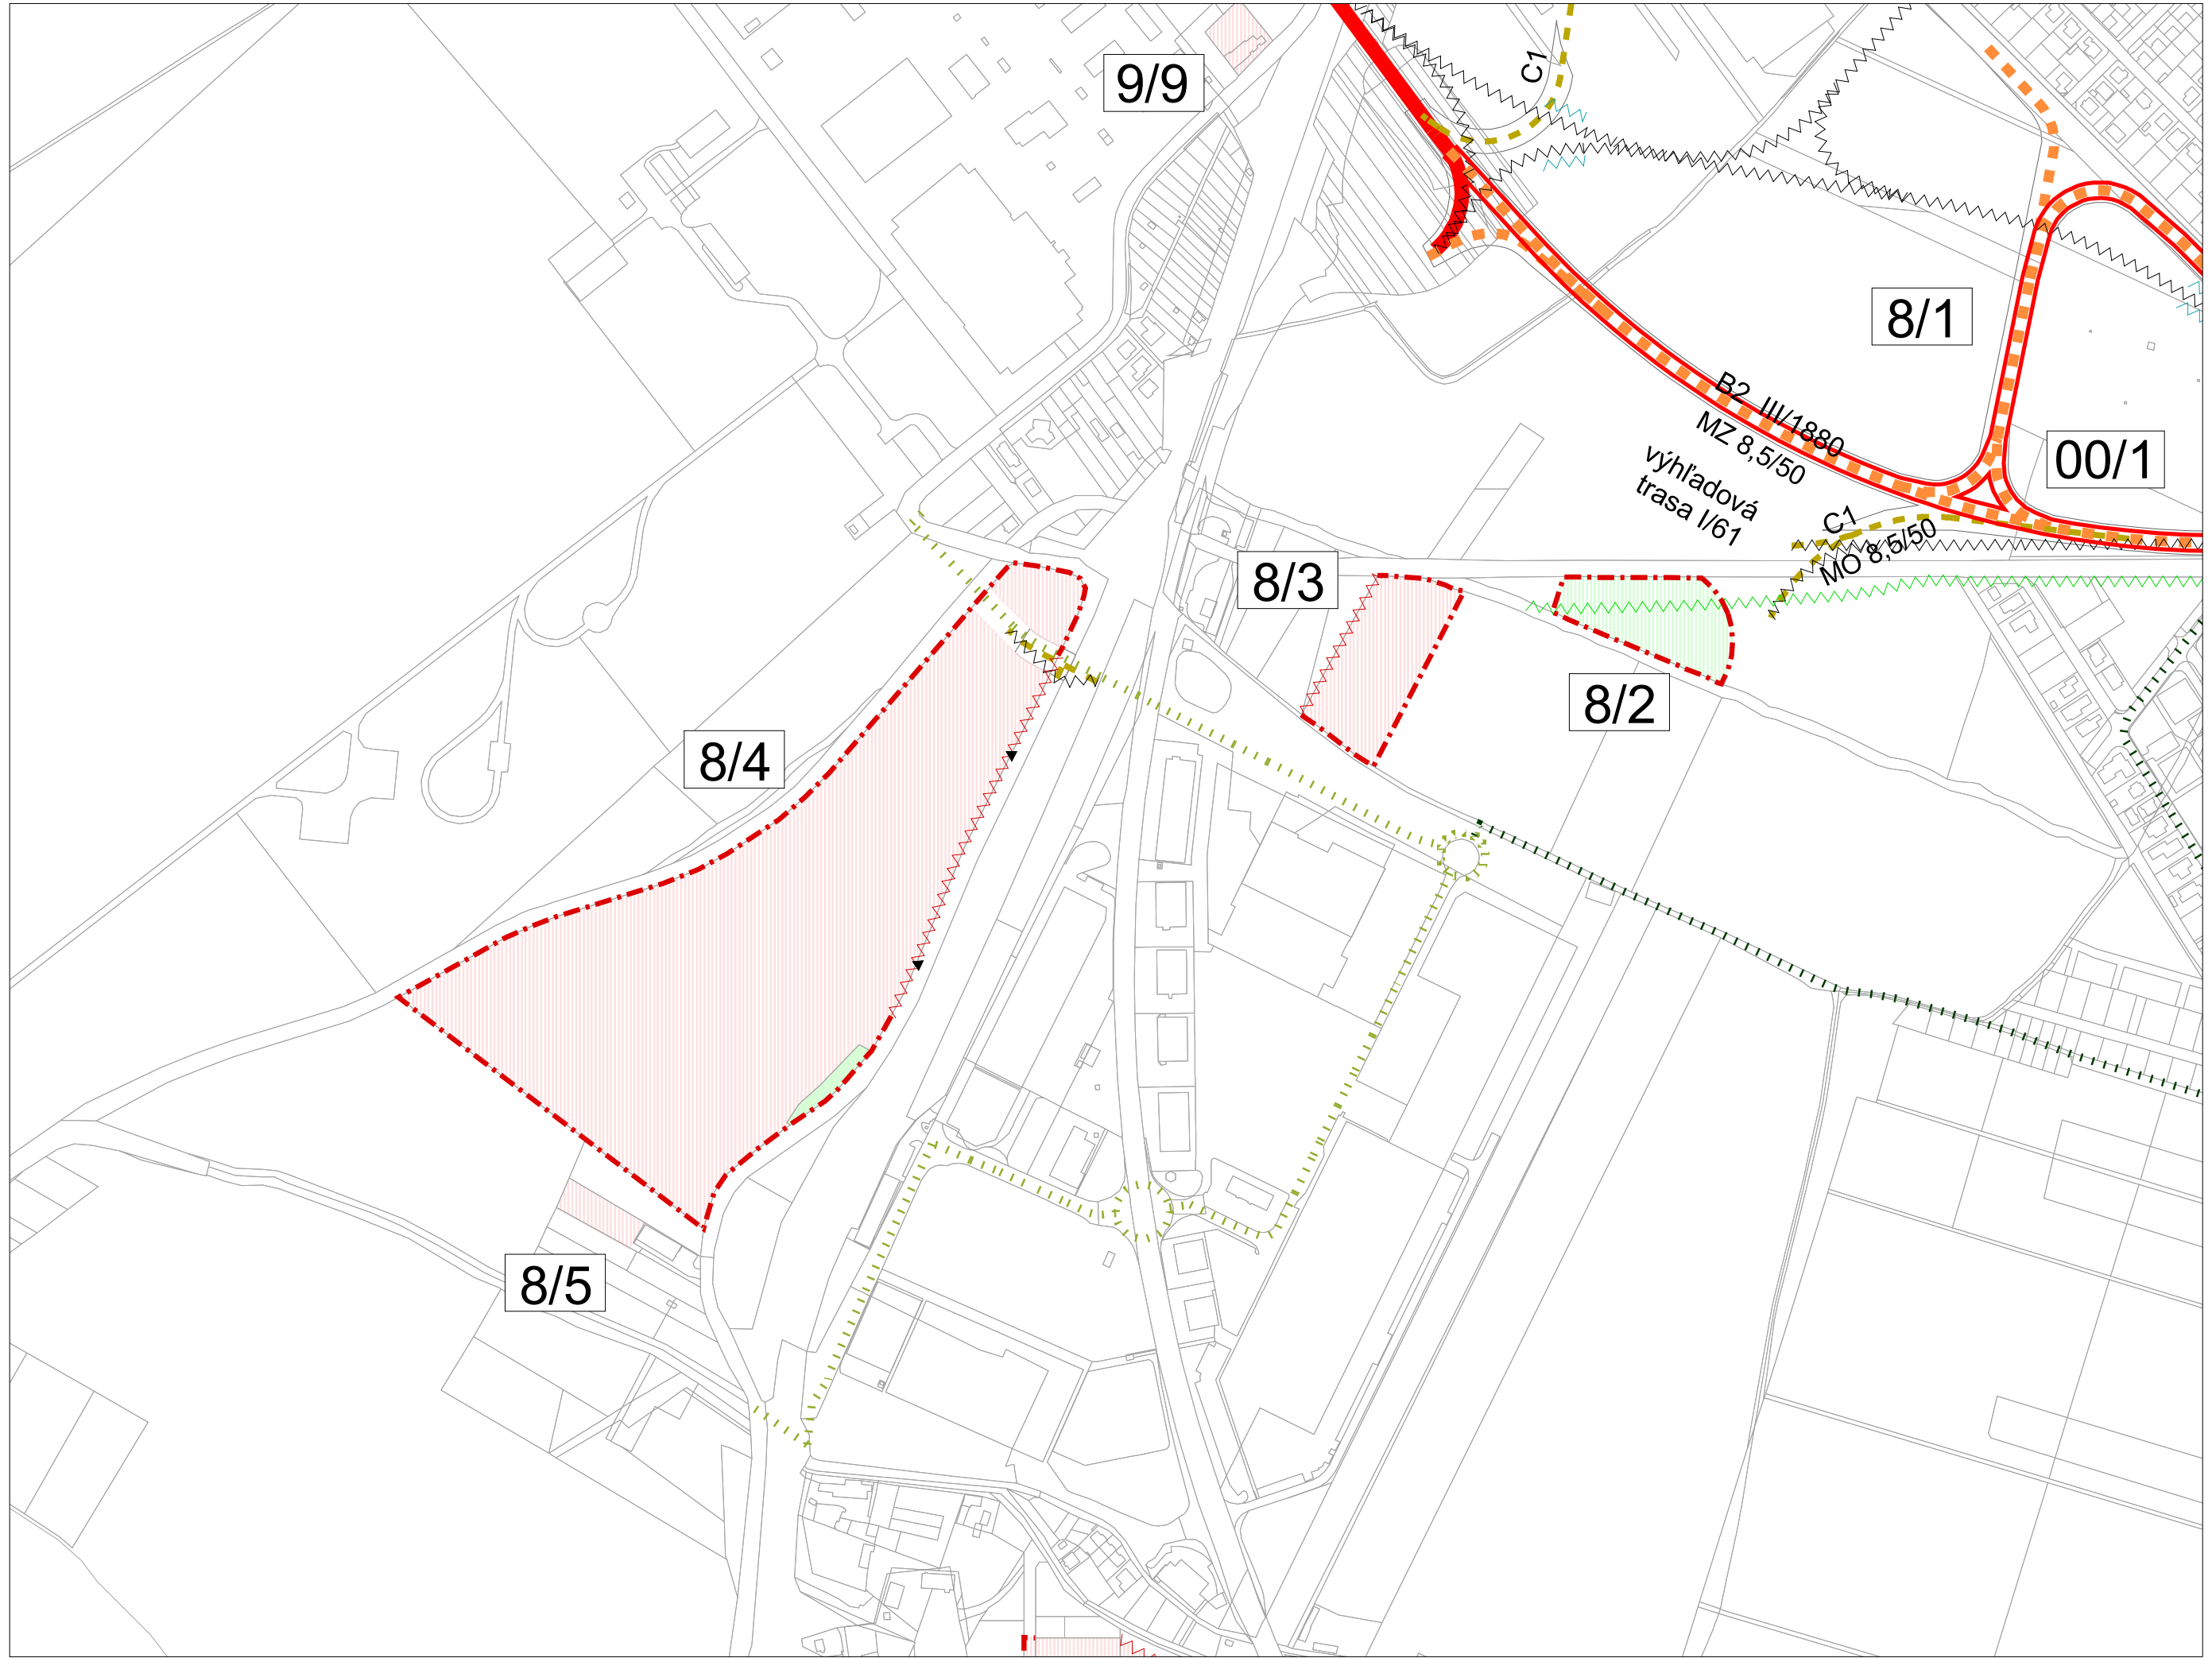 9/9
C1
8/1
B2 III/1880
MZ 8,5/50
výhľadová
trasa I/61
00/1
C1
MO 8,5/50
8/3
8/2
8/4
8/5